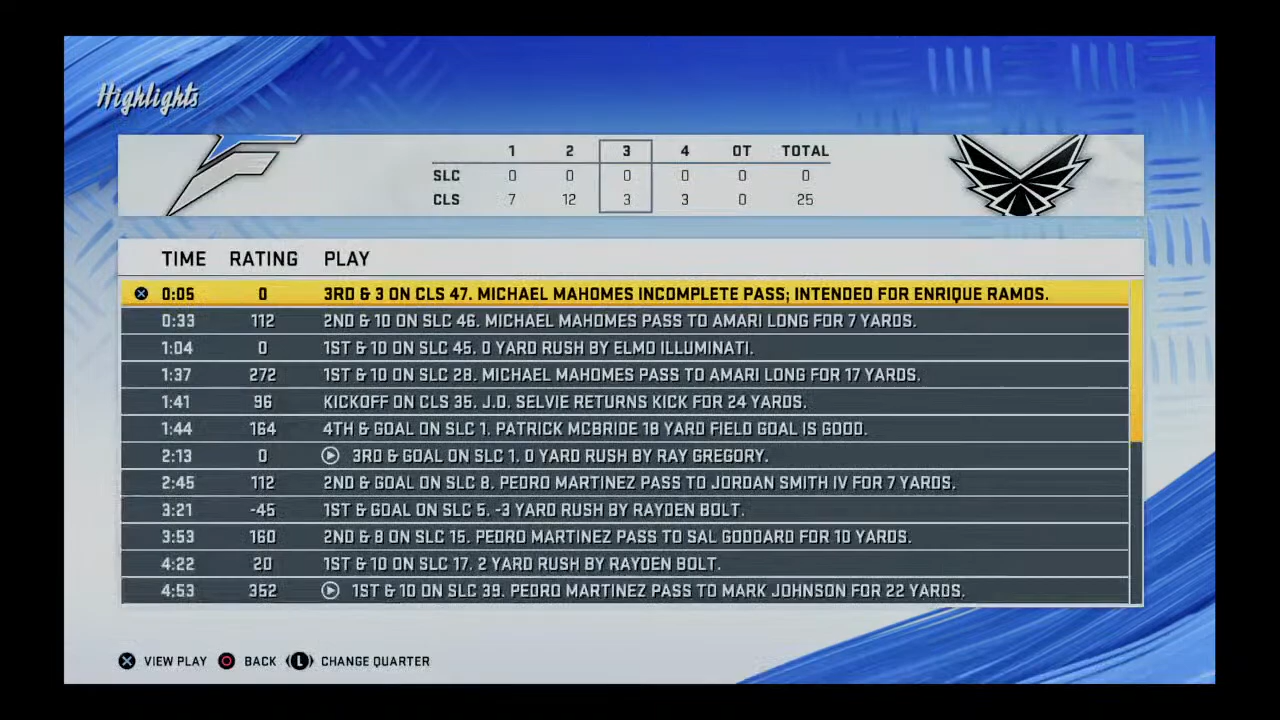 Highlights
1 2 3 4 OT TOTAL
SLC 0 0 0 0 0 0
CLS 7 12 3 3 0 25
TIME RATING PLAY
0:05 0 3RD & 3 ON CLS 47. MICHAEL MAHOMES INCOMPLETE PASS; INTENDED FOR ENRIQUE RAMOS.
0:33 112 2ND & 10 ON SLC 46. MICHAEL MAHOMES PASS TO AMARI LONG FOR 7 YARDS.
1:04 0 1ST & 10 ON SLC 45. 0 YARD RUSH BY ELMO ILLUMINATI.
1:37 272 1ST & 10 ON SLC 28. MICHAEL MAHOMES PASS TO AMARI LONG FOR 17 YARDS.
1:41 96 KICKOFF ON CLS 35. J.D. SELVIE RETURNS KICK FOR 24 YARDS.
1:44 164 4TH & GOAL ON SLC 1. PATRICK MCBRIDE 18 YARD FIELD GOAL IS GOOD.
2:13 0 3RD & GOAL ON SLC 1. 0 YARD RUSH BY RAY GREGORY.
2:45 112 2ND & GOAL ON SLC 8. PEDRO MARTINEZ PASS TO JORDAN SMITH IV FOR 7 YARDS.
3:21 -45 1ST & GOAL ON SLC 5. -3 YARD RUSH BY RAYDEN BOLT.
3:53 160 2ND & 8 ON SLC 15. PEDRO MARTINEZ PASS TO SAL GODDARD FOR 10 YARDS.
4:22 20 1ST & 10 ON SLC 17. 2 YARD RUSH BY RAYDEN BOLT.
4:53 352 1ST & 10 ON SLC 39. PEDRO MARTINEZ PASS TO MARK JOHNSON FOR 22 YARDS.
VIEW PLAY BACK L CHANGE QUARTER